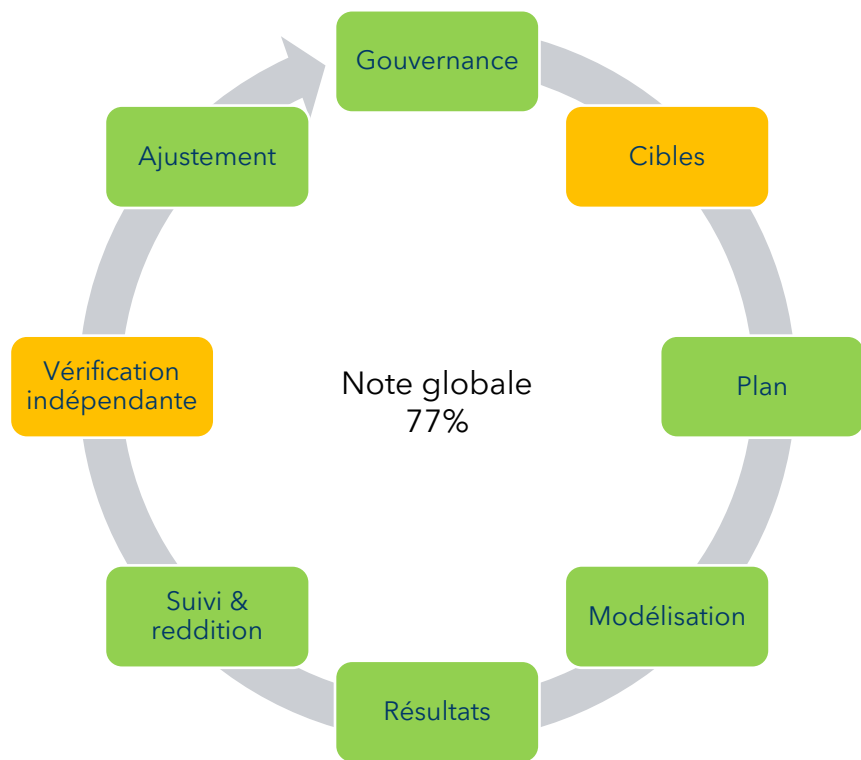 Gouvernance
Cibles
Plan
Modélisation
Résultats
Suivi &
reddition
Vérification
indépendante
Ajustement
Note globale
77%